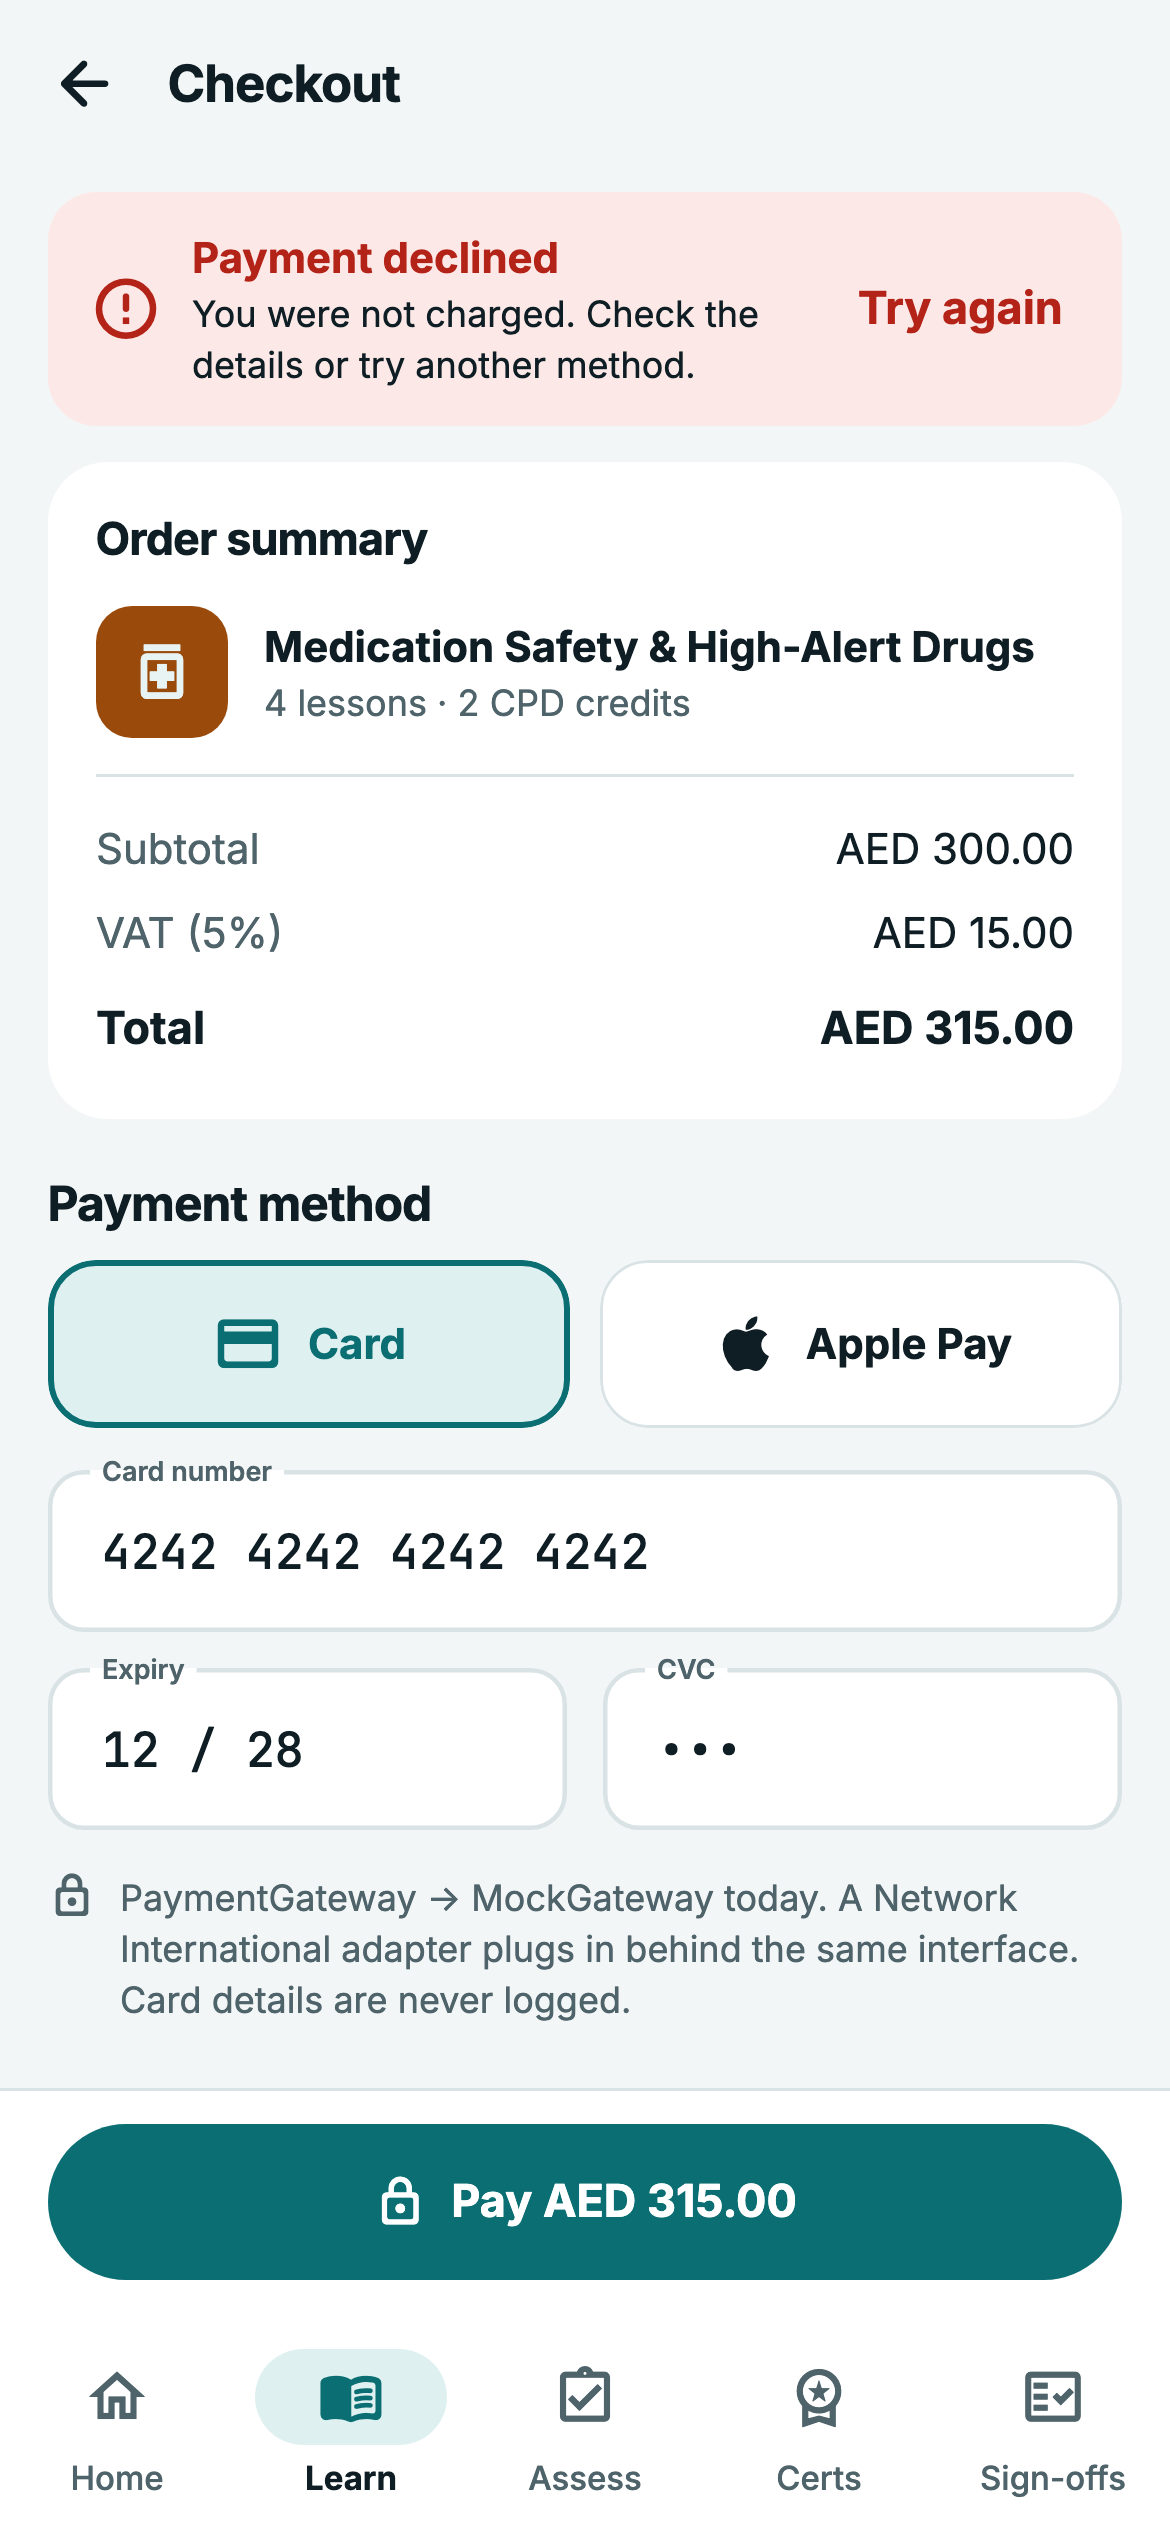 Checkout
Payment declined
You were not charged. Check the
details or try another method.
Try again
Order summary
Medication Safety & High-Alert Drugs
4 lessons · 2 CPD credits
Subtotal AED 300.00
VAT (5%) AED 15.00
Total AED 315.00
Payment method
Card
Apple Pay
Card number
4242 4242 4242 4242
Expiry
12 / 28
CVC
•••
PaymentGateway → MockGateway today. A Network
International adapter plugs in behind the same interface.
Card details are never logged.
Pay AED 315.00
Home
Learn
Assess
Certs
Sign-offs